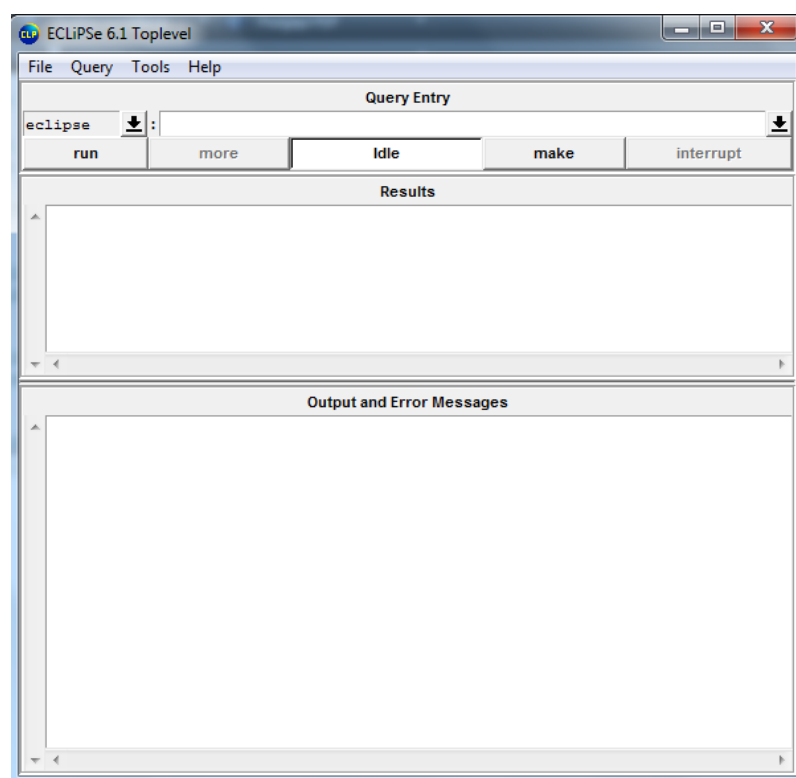 CLP ECLiPSe 6.1 Toplevel
File Query Tools Help
Query Entry
eclipse :
run more Idle make interrupt
Results
Output and Error Messages